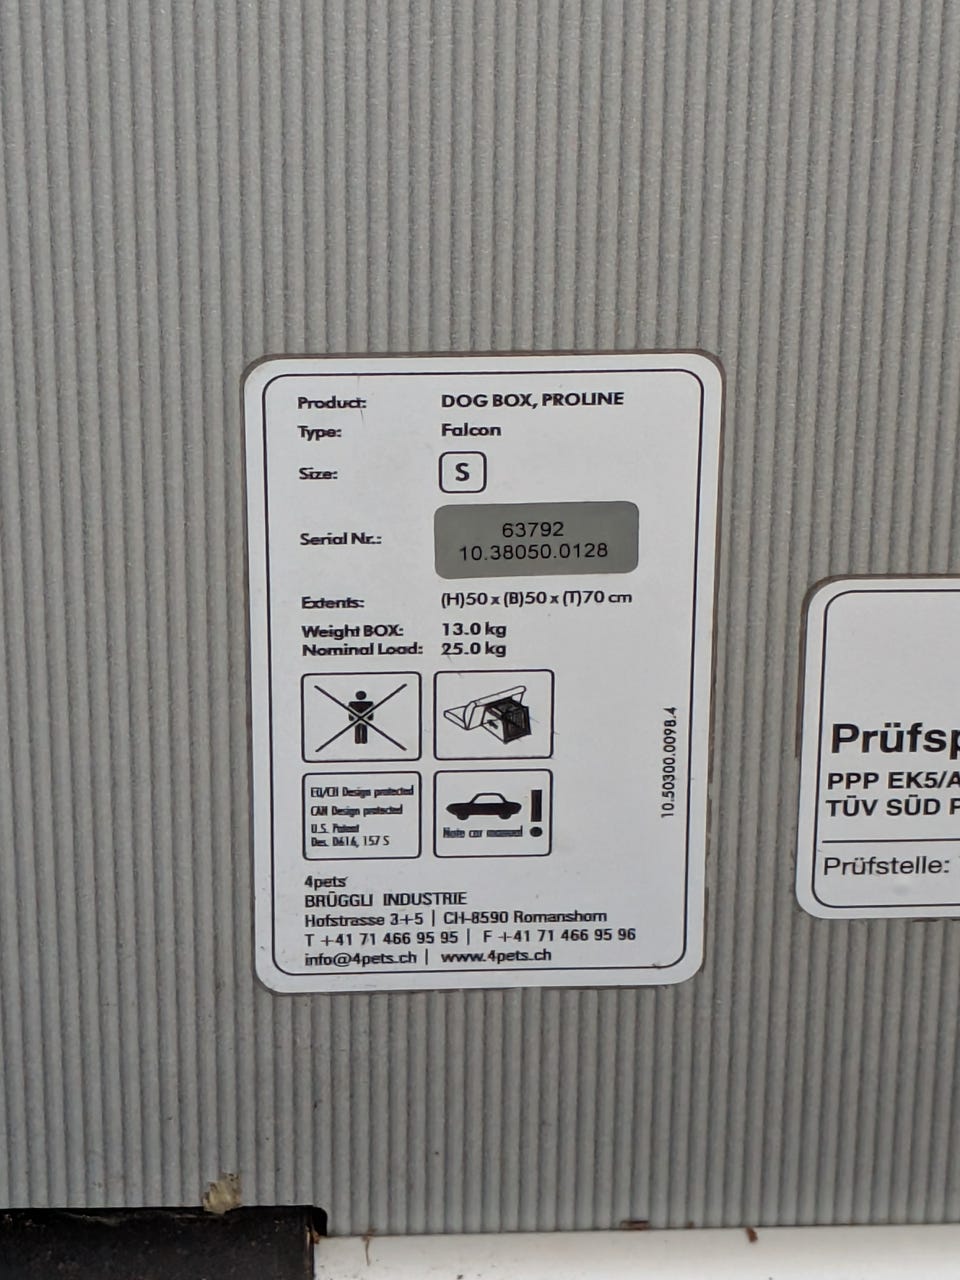 Product: DOG BOX, PROLINE
Type: Falcon
Size: S
Serial Nr.: 63792
10.38050.0128
Extents: (H)50 x (B)50 x (T)70 cm
Weight BOX: 13.0 kg
Nominal Load: 25.0 kg
EU/CH Design protected
CAN Design protected
U.S. Patent
Des. D616, 157 S
Note car manual
10.50300.0098.4
4pets
BRÜGGLI INDUSTRIE
Hofstrasse 3+5 | CH-8590 Romanshorn
T +41 71 466 95 95 | F +41 71 466 95 96
info@4pets.ch | www.4pets.ch
Prüfsp
PPP EK5/A
TÜV SÜD P
Prüfstelle: